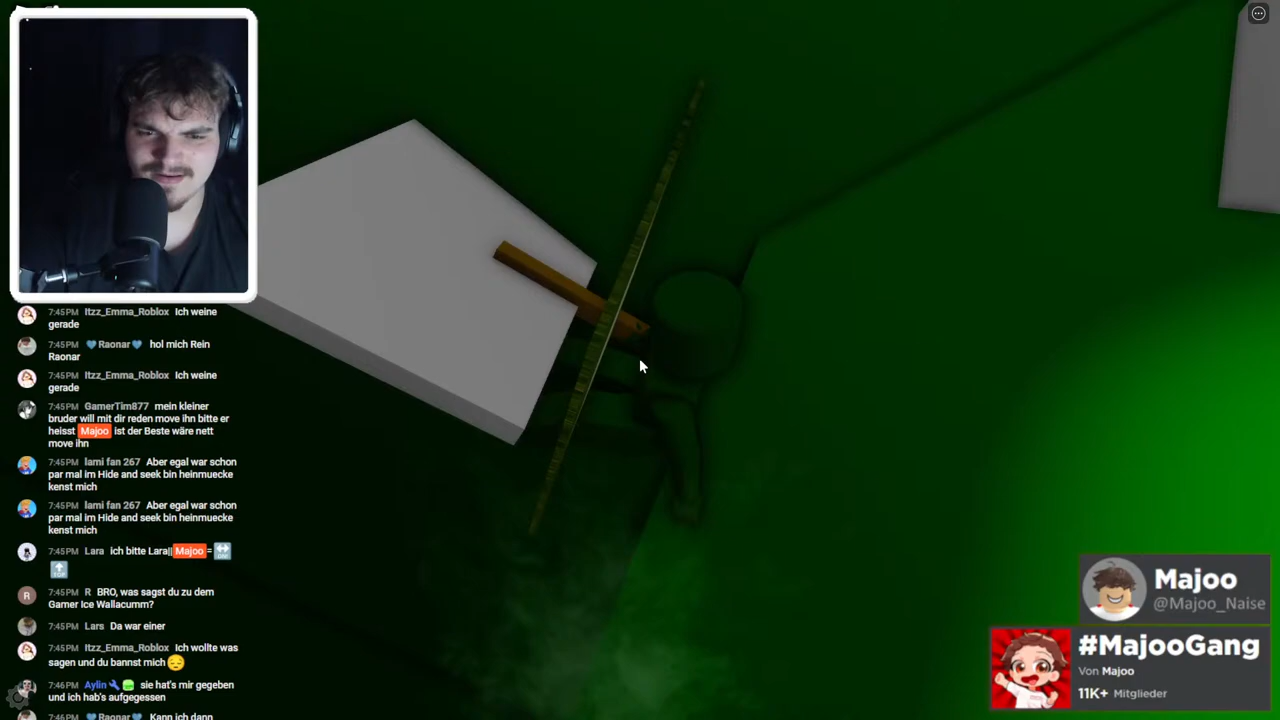 7:45PM Itzz_Emma_Roblox Ich weine
gerade
7:45PM Raonar hol mich Rein
Raonar
7:45PM Itzz_Emma_Roblox Ich weine
gerade
7:45PM GamerTim877 mein kleiner
bruder will mit dir reden move ihn bitte er
heisst Majoo ist der Beste wäre nett
move ihn
7:45PM lami fan 267 Aber egal war schon
par mal im Hide and seek bin heinmuecke
kenst mich
7:45PM lami fan 267 Aber egal war schon
par mal im Hide and seek bin heinmuecke
kenst mich
7:45PM Lara ich bitte Lara|| Majoo =
7:45PM R BRO, was sagst du zu dem
Gamer Ice Wallacumm?
7:45PM Lars Da war einer
7:45PM Itzz_Emma_Roblox Ich wollte was
sagen und du bannst mich
7:46PM Aylin sie hat's mir gegeben
und ich hab's aufgegessen
7:46PM Raonar Kann ich dann
Majoo
@Majoo_Naise
#MajooGang
Von Majoo
11K+ Mitglieder